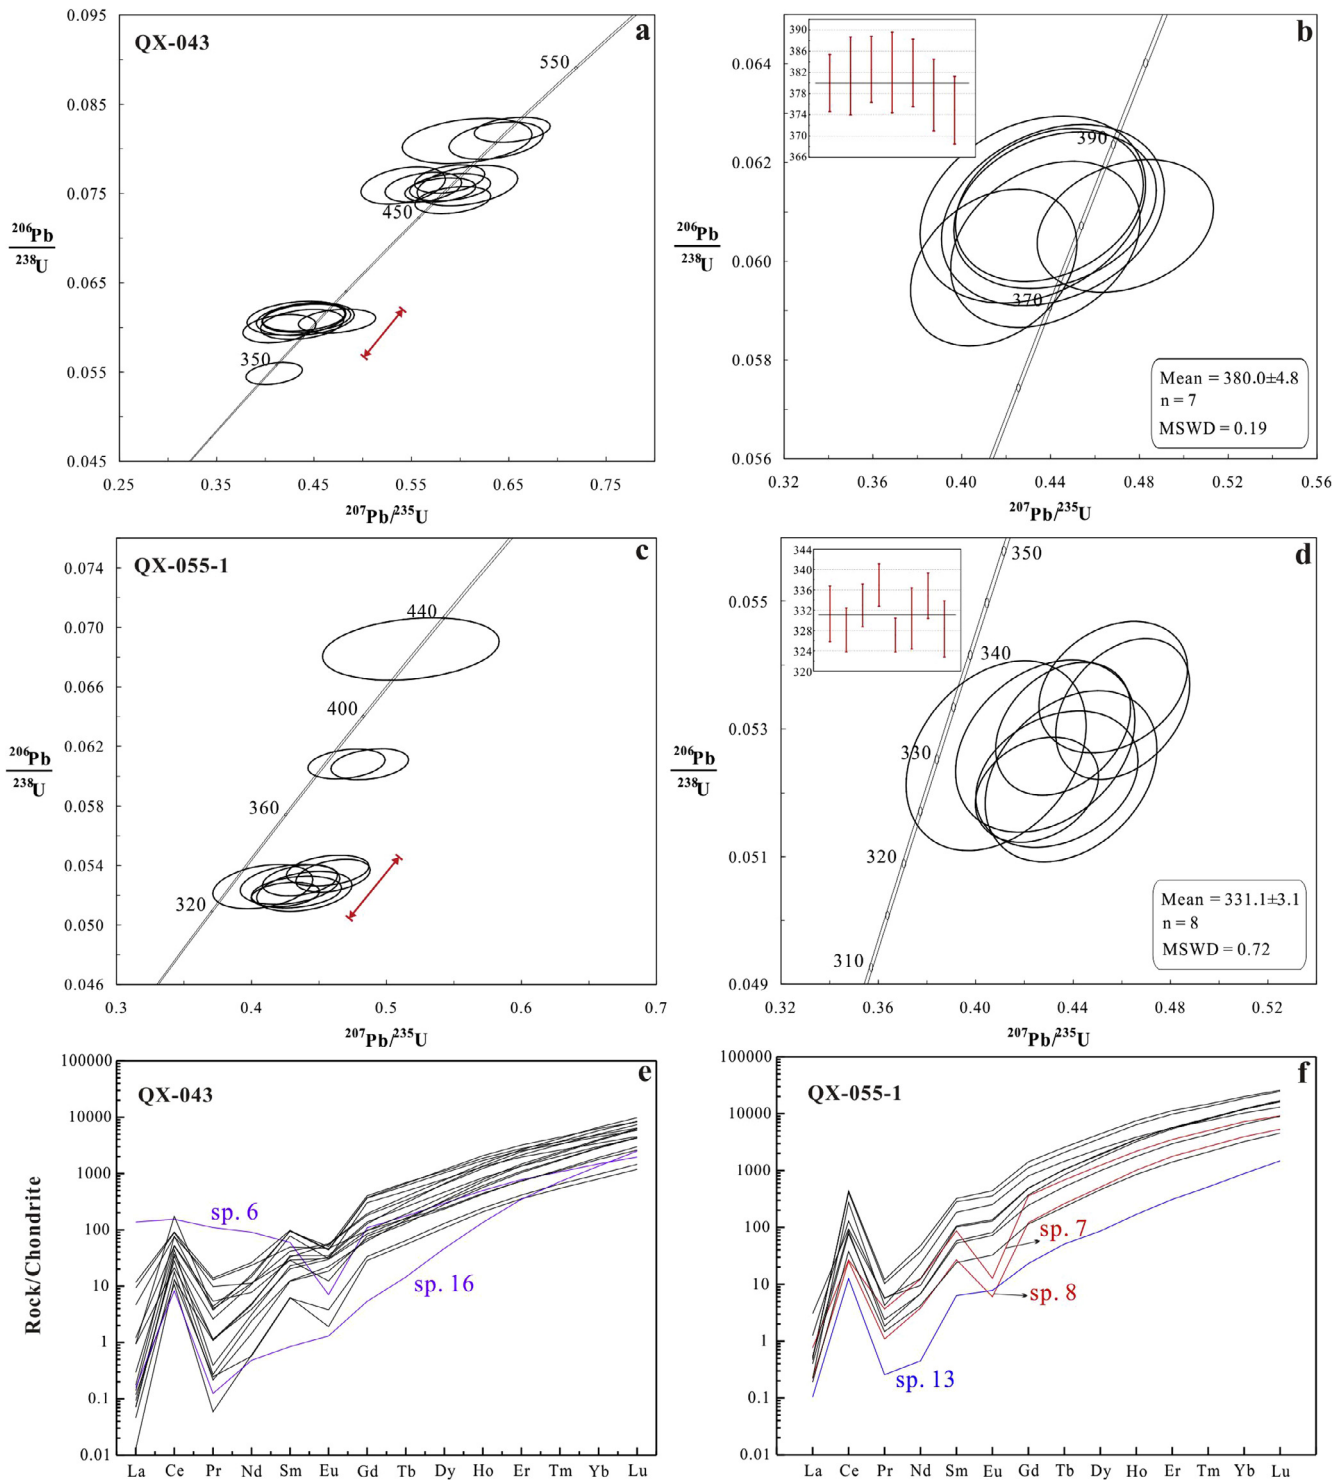 a
QX-043
0.095
0.085
0.075
0.065
0.055
0.045
550
450
350
0.25
0.35
0.45
0.55
0.65
0.75
206Pb
238U
207Pb/235U
b
0.064
0.062
0.060
0.058
0.056
390
386
382
378
374
370
366
390
370
Mean = 380.0±4.8
n = 7
MSWD = 0.19
0.32
0.36
0.40
0.44
0.48
0.52
0.56
206Pb
238U
207Pb/235U
c
QX-055-1
0.074
0.070
0.066
0.062
0.058
0.054
0.050
0.046
440
400
360
320
0.3
0.4
0.5
0.6
0.7
206Pb
238U
207Pb/235U
d
0.055
0.053
0.051
0.049
344
340
336
332
328
324
320
350
340
330
320
310
Mean = 331.1±3.1
n = 8
MSWD = 0.72
0.32
0.36
0.40
0.44
0.48
0.52
206Pb
238U
207Pb/235U
e
QX-043
100000
10000
1000
100
10
1
0.1
0.01
Rock/Chondrite
sp. 6
sp. 16
La Ce Pr Nd Sm Eu Gd Tb Dy Ho Er Tm Yb Lu
f
QX-055-1
100000
10000
1000
100
10
1
0.1
0.01
sp. 7
sp. 8
sp. 13
La Ce Pr Nd Sm Eu Gd Tb Dy Ho Er Tm Yb Lu